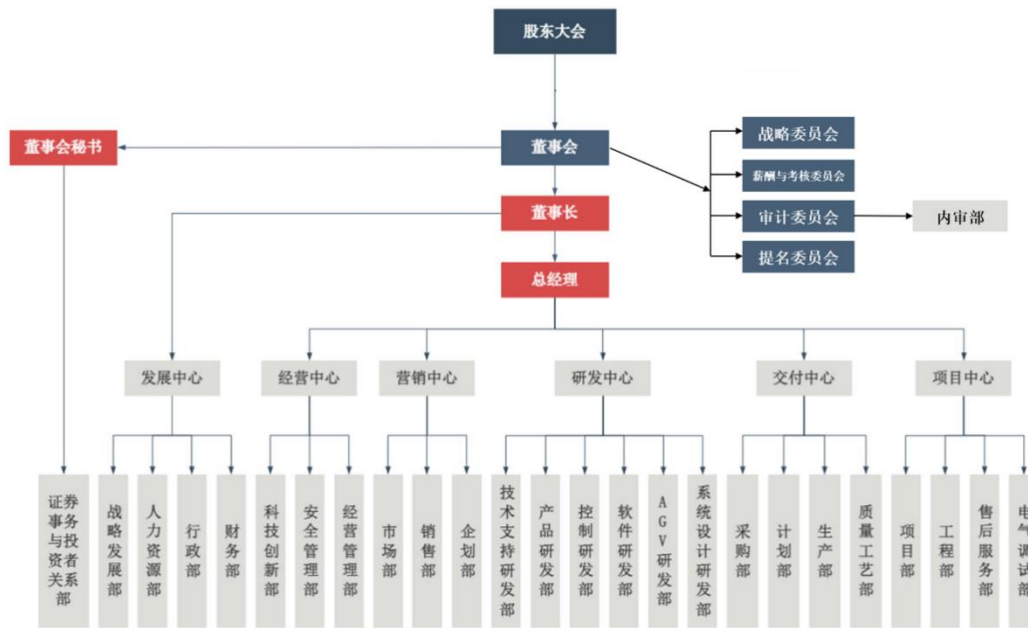 股东大会
董事会秘书
董事会
战略委员会
薪酬与考核委员会
董事长
审计委员会
内审部
提名委员会
总经理
发展中心
经营中心
营销中心
研发中心
交付中心
项目中心
证券事务与投资者关系部
战略发展部
人力资源部
行政部
财务部
科技创新部
安全管理部
经营管理部
市场部
销售部
企划部
技术支持研发部
产品研发部
控制研发部
软件研发部
AGV研发部
系统设计研发部
采购部
计划部
生产部
质量工艺部
项目部
工程部
售后服务部
电气调试部